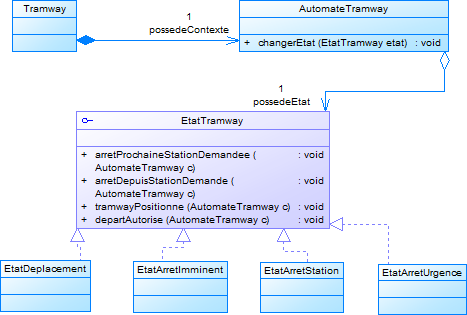 Tramway
AutomateTramway
1
possedeContexte
+ changerEtat (EtatTramway etat) : void
1
possedeEtat
EtatTramway
+ arretProchaineStationDemandee ( : void
AutomateTramway c)
+ arretDepuisStationDemande ( : void
AutomateTramway c)
+ tramwayPositionne (AutomateTramway c) : void
+ departAutorise (AutomateTramway c) : void
EtatDeplacement
EtatArretImminent
EtatArretStation
EtatArretUrgence